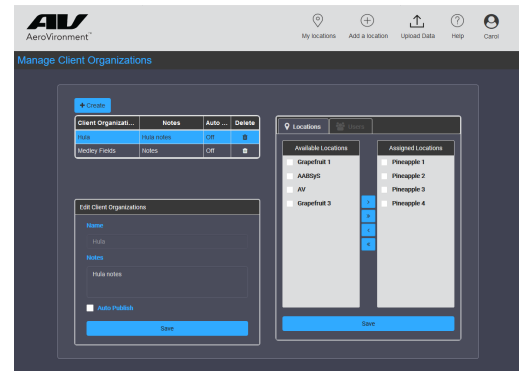 AV
AeroVironment
My locations
Add a location
Upload Data
Help
Carol
Manage Client Organizations
+ Create
Client Organizati... Notes Auto ... Delete
Hula Hula notes Off
Medley Fields Notes Off
Locations Users
Available Locations
Grapefruit 1
AABSyS
AV
Grapefruit 3
>
»
<
«
Assigned Locations
Pineapple 1
Pineapple 2
Pineapple 3
Pineapple 4
Save
Edit Client Organizations
Name
Hula
Notes
Hula notes
Auto Publish
Save